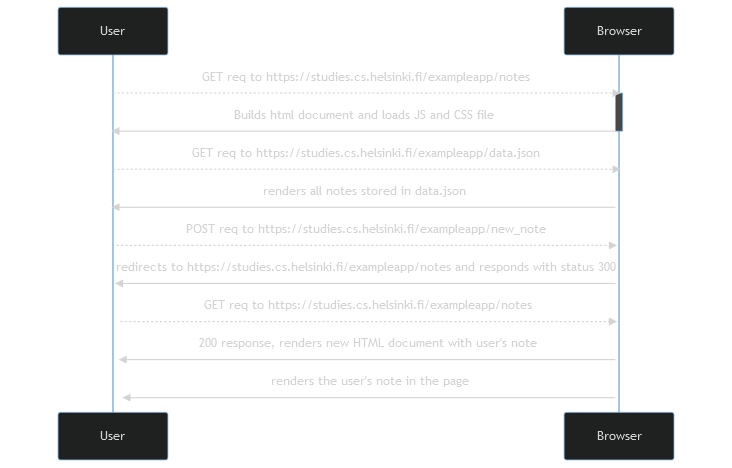 User
Browser
GET req to https://studies.cs.helsinki.fi/exampleapp/notes
Builds html document and loads JS and CSS file
GET req to https://studies.cs.helsinki.fi/exampleapp/data.json
renders all notes stored in data.json
POST req to https://studies.cs.helsinki.fi/exampleapp/new_note
redirects to https://studies.cs.helsinki.fi/exampleapp/notes and responds with status 300
GET req to https://studies.cs.helsinki.fi/exampleapp/notes
200 response, renders new HTML document with user's note
renders the user's note in the page
User
Browser